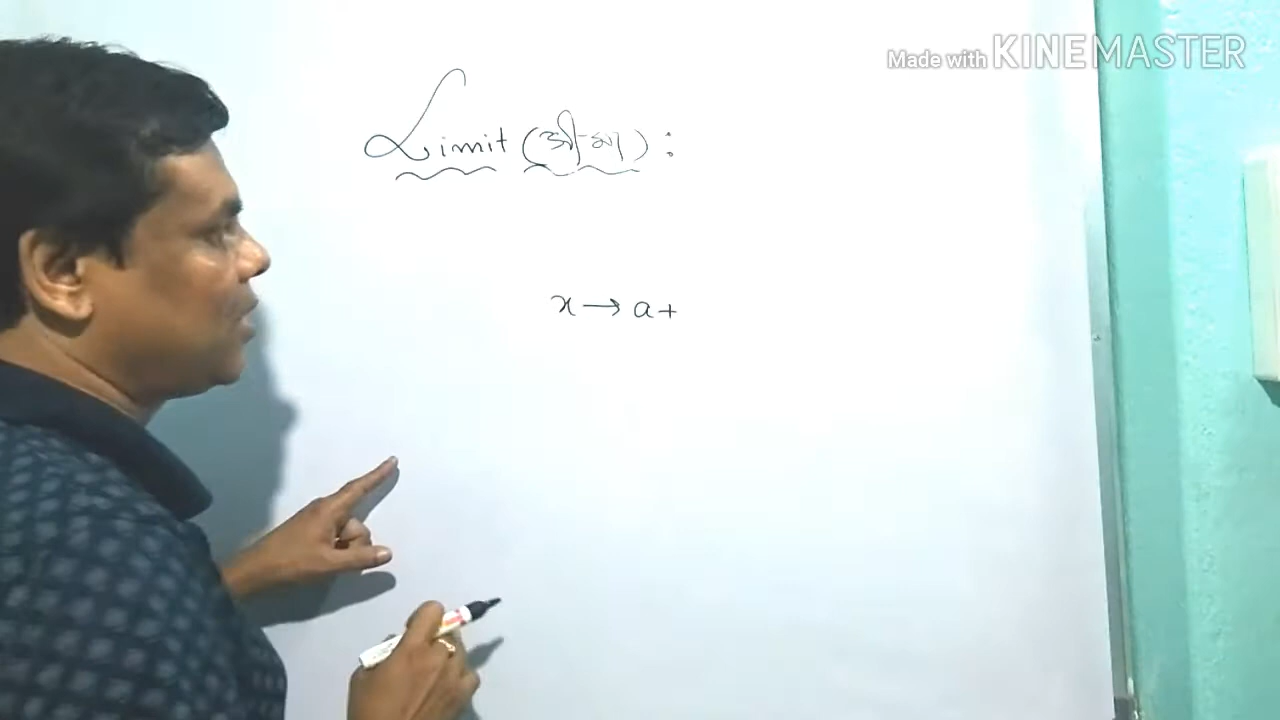 Made with KINEMASTER
Limit (সীমা) :
x → a+